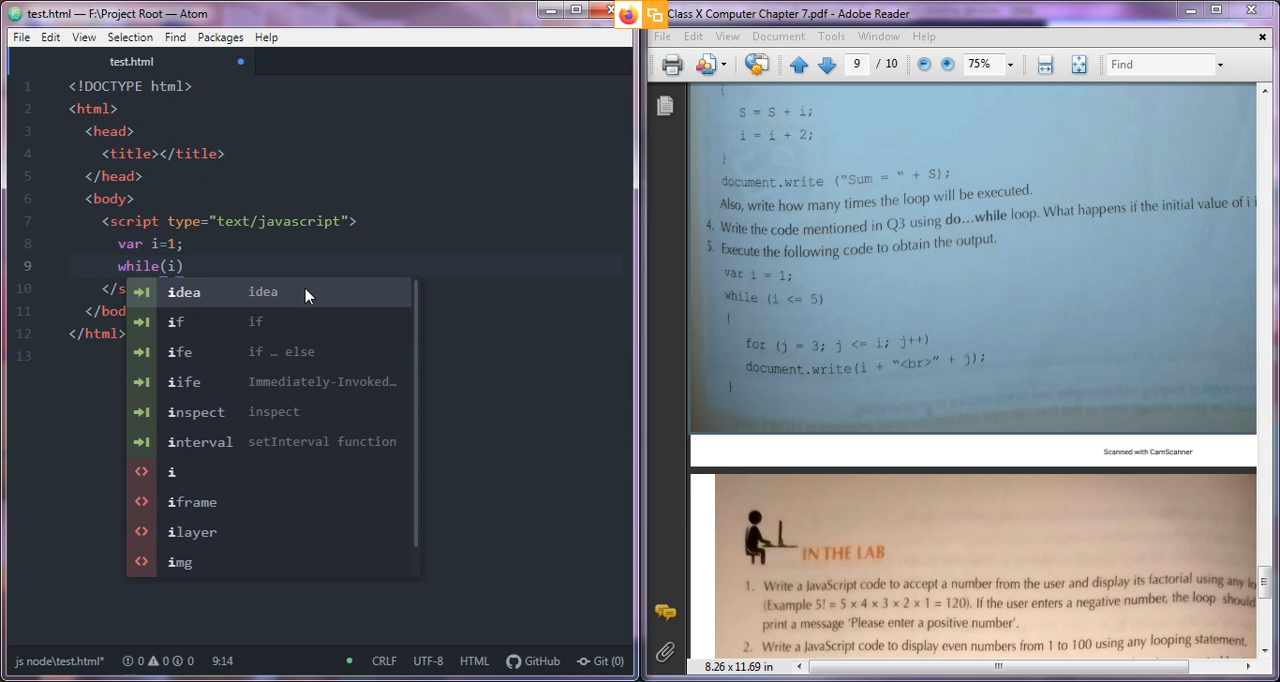 test.html — F:\Project Root — Atom
File Edit View Selection Find Packages Help
test.html
1 <!DOCTYPE html>
2 <html>
3 <head>
4 <title></title>
5 </head>
6 <body>
7 <script type="text/javascript">
8 var i=1;
9 while(i)
10 </s
11 </bod
12 </html>
13
idea idea
if if
ife if … else
iife Immediately-Invoked…
inspect inspect
interval setInterval function
i
iframe
ilayer
img
js node\test.html* 0 0 0 9:14 CRLF UTF-8 HTML GitHub Git (0)
Class X Computer Chapter 7.pdf - Adobe Reader
File Edit View Document Tools Window Help
9 / 10 75% Find
{
S = S + i;
i = i + 2;
}
document.write ("Sum = " + S);
Also, write how many times the loop will be executed.
4. Write the code mentioned in Q3 using do...while loop. What happens if the initial value of i i
5. Execute the following code to obtain the output.
var i = 1;
while (i <= 5)
{
for (j = 3; j <= i; j++)
document.write(i + "<br>" + j);
}
Scanned with CamScanner
IN THE LAB
1. Write a JavaScript code to accept a number from the user and display its factorial using any lo
(Example 5! = 5 × 4 × 3 × 2 × 1 = 120). If the user enters a negative number, the loop should
print a message 'Please enter a positive number'.
2. Write a JavaScript code to display even numbers from 1 to 100 using any looping statement.
8.26 x 11.69 in